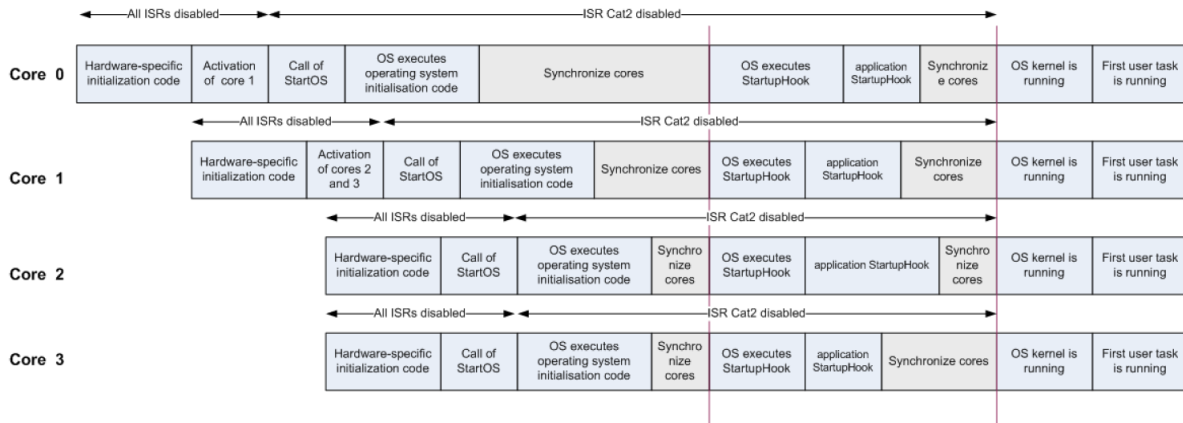 All ISRs disabled
ISR Cat2 disabled
Core 0
Hardware-specific
initialization code
Activation
of core 1
Call of
StartOS
OS executes
operating system
initialisation code
Synchronize cores
OS executes
StartupHook
application
StartupHook
Synchroniz
e cores
OS kernel is
running
First user task
is running
All ISRs disabled
ISR Cat2 disabled
Core 1
Hardware-specific
initialization code
Activation
of cores 2
and 3
Call of
StartOS
OS executes
operating system
initialisation code
Synchronize cores
OS executes
StartupHook
application
StartupHook
Synchronize
cores
OS kernel is
running
First user task
is running
All ISRs disabled
ISR Cat2 disabled
Core 2
Hardware-specific
initialization code
Call of
StartOS
OS executes
operating system
initialisation code
Synchro
nize
cores
OS executes
StartupHook
application StartupHook
Synchro
nize
cores
OS kernel is
running
First user task
is running
All ISRs disabled
ISR Cat2 disabled
Core 3
Hardware-specific
initialization code
Call of
StartOS
OS executes
operating system
initialisation code
Synchro
nize
cores
OS executes
StartupHook
application
StartupHook
Synchronize cores
OS kernel is
running
First user task
is running